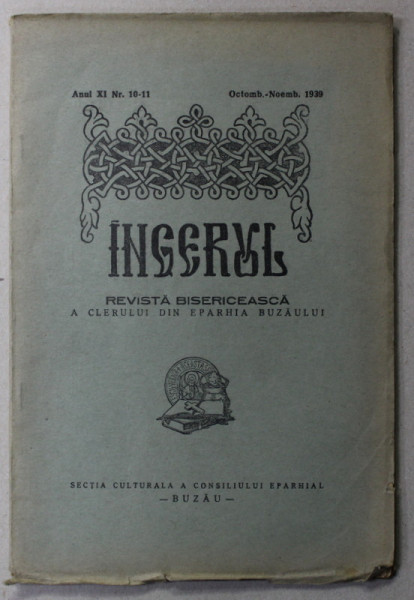 Anul XI Nr. 10-11 Octomb.-Noemb. 1939
ÎNGERUL
REVISTĂ BISERICEASCĂ
A CLERULUI DIN EPARHIA BUZĂULUI
SECȚIA CULTURALA A CONSILIULUI EPARHIAL
— BUZĂU —